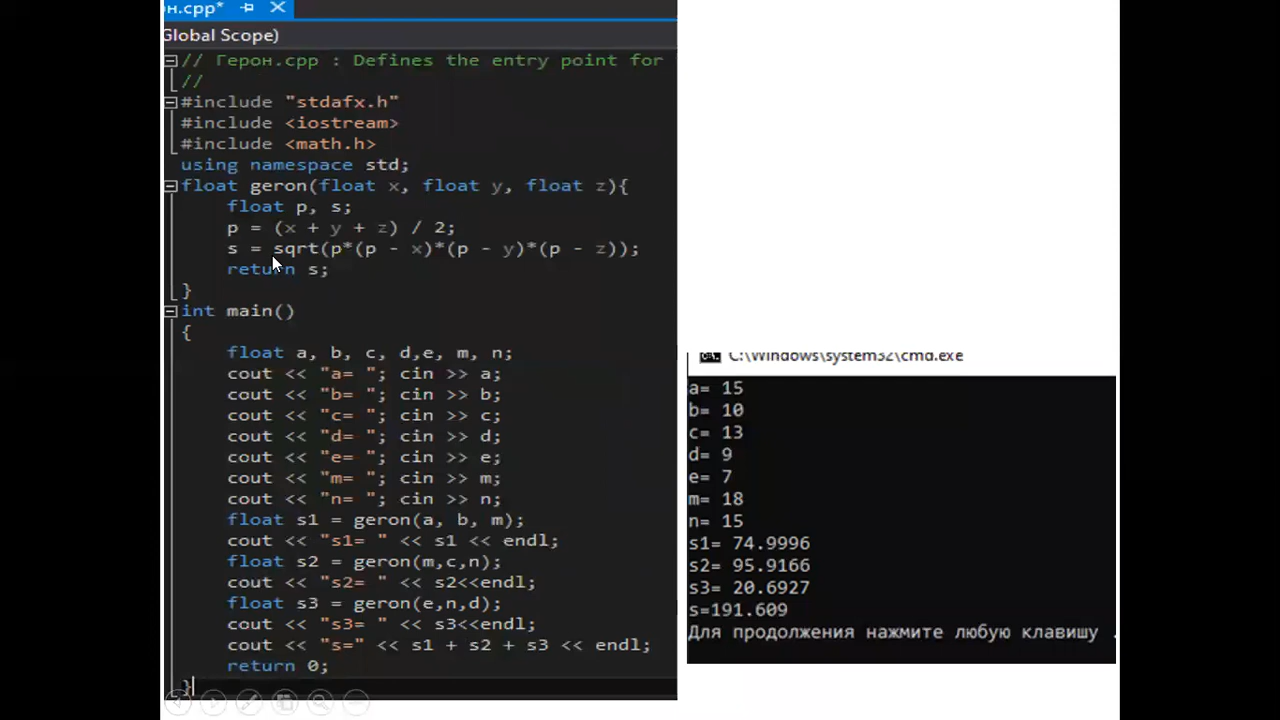 н.cpp*
Global Scope)
// Герон.cpp : Defines the entry point for
//
#include "stdafx.h"
#include <iostream>
#include <math.h>
using namespace std;
float geron(float x, float y, float z){
float p, s;
p = (x + y + z) / 2;
s = sqrt(p*(p - x)*(p - y)*(p - z));
return s;
}
int main()
{
float a, b, c, d,e, m, n;
cout << "a= "; cin >> a;
cout << "b= "; cin >> b;
cout << "c= "; cin >> c;
cout << "d= "; cin >> d;
cout << "e= "; cin >> e;
cout << "m= "; cin >> m;
cout << "n= "; cin >> n;
float s1 = geron(a, b, m);
cout << "s1= " << s1 << endl;
float s2 = geron(m,c,n);
cout << "s2= " << s2<<endl;
float s3 = geron(e,n,d);
cout << "s3= " << s3<<endl;
cout << "s=" << s1 + s2 + s3 << endl;
return 0;
}
C:\Windows\system32\cmd.exe
a= 15
b= 10
c= 13
d= 9
e= 7
m= 18
n= 15
s1= 74.9996
s2= 95.9166
s3= 20.6927
s=191.609
Для продолжения нажмите любую клавишу .